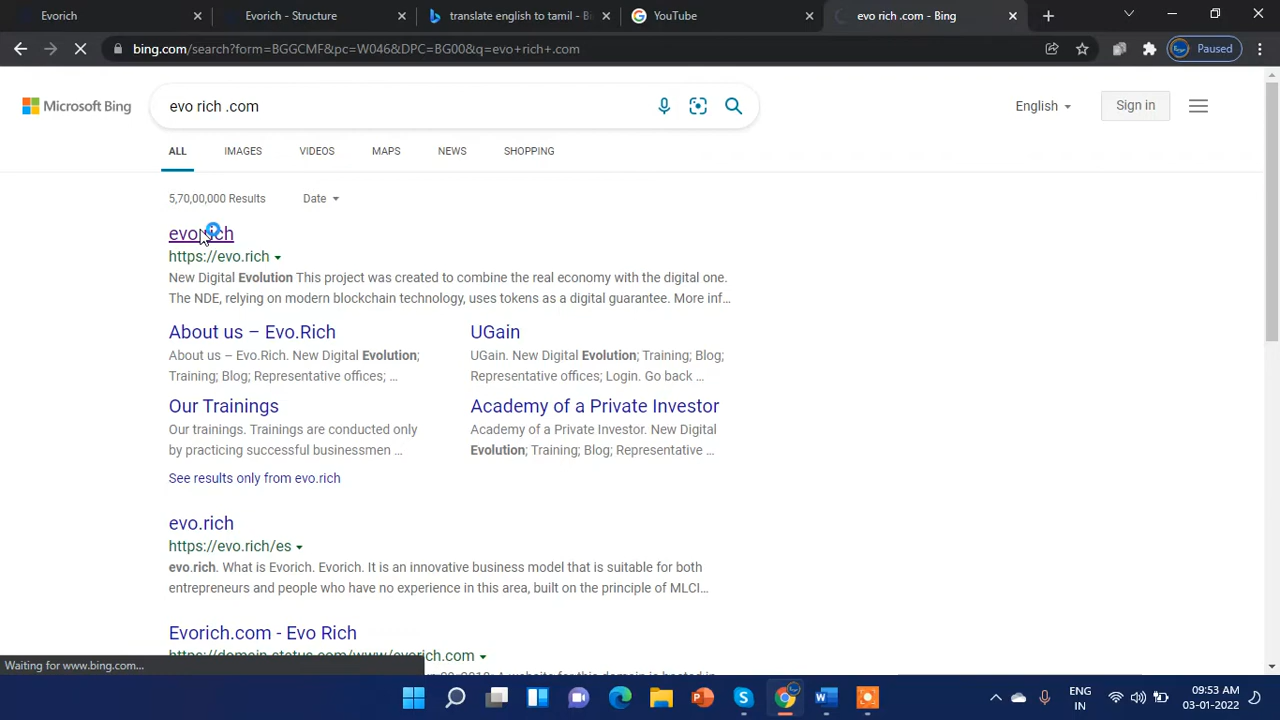 Evorich
Evorich - Structure
translate english to tamil - Bi
YouTube
evo rich .com - Bing
bing.com/search?form=BGGCMF&pc=W046&DPC=BG00&q=evo+rich+.com
Paused
Microsoft Bing
evo rich .com
English
Sign in
ALL
IMAGES
VIDEOS
MAPS
NEWS
SHOPPING
5,70,00,000 Results
Date
evo.rich
https://evo.rich
New Digital Evolution This project was created to combine the real economy with the digital one.
The NDE, relying on modern blockchain technology, uses tokens as a digital guarantee. More inf…
About us – Evo.Rich
About us – Evo.Rich. New Digital Evolution;
Training; Blog; Representative offices; …
UGain
UGain. New Digital Evolution; Training; Blog;
Representative offices; Login. Go back …
Our Trainings
Our trainings. Trainings are conducted only
by practicing successful businessmen …
Academy of a Private Investor
Academy of a Private Investor. New Digital
Evolution; Training; Blog; Representative …
See results only from evo.rich
evo.rich
https://evo.rich/es
evo.rich. What is Evorich. Evorich. It is an innovative business model that is suitable for both
entrepreneurs and people who have no experience in this area, built on the principle of MLCI…
Evorich.com - Evo Rich
https://domain-status.com/www/evorich.com
Waiting for www.bing.com...
ENG
IN
09:53 AM
03-01-2022